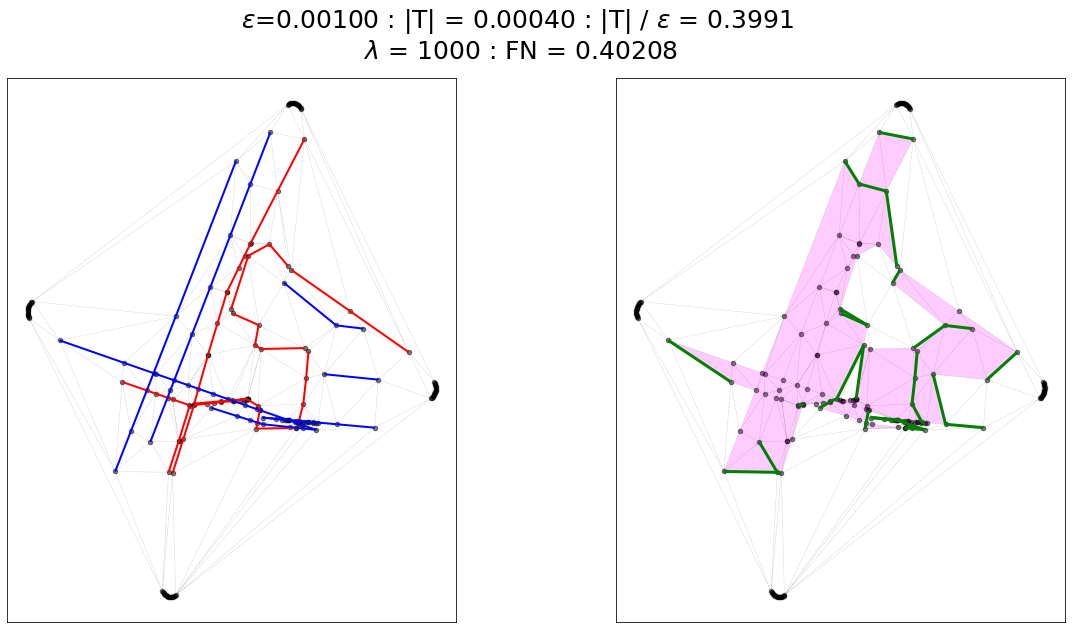 ε=0.00100 : |T| = 0.00040 : |T| / ε = 0.3991
λ = 1000 : FN = 0.40208